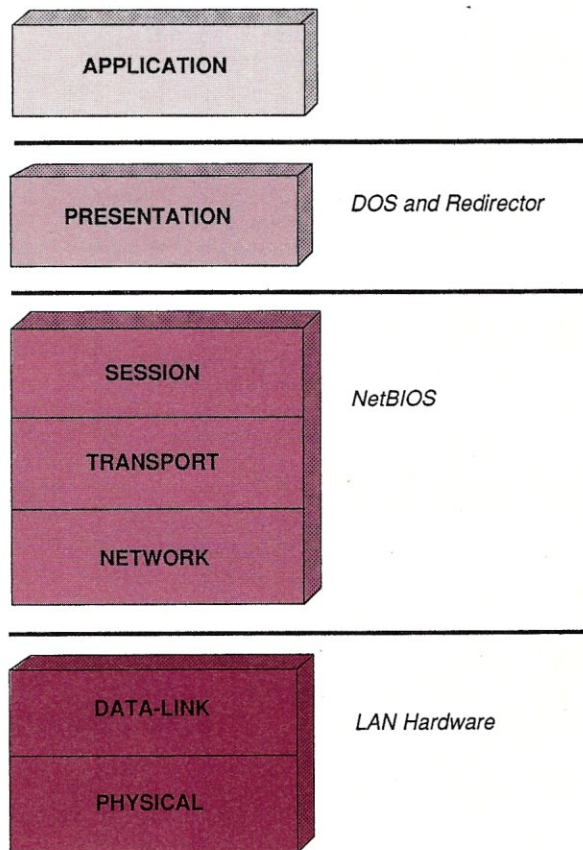 APPLICATION
PRESENTATION
DOS and Redirector
SESSION
NetBIOS
TRANSPORT
NETWORK
DATA-LINK
LAN Hardware
PHYSICAL